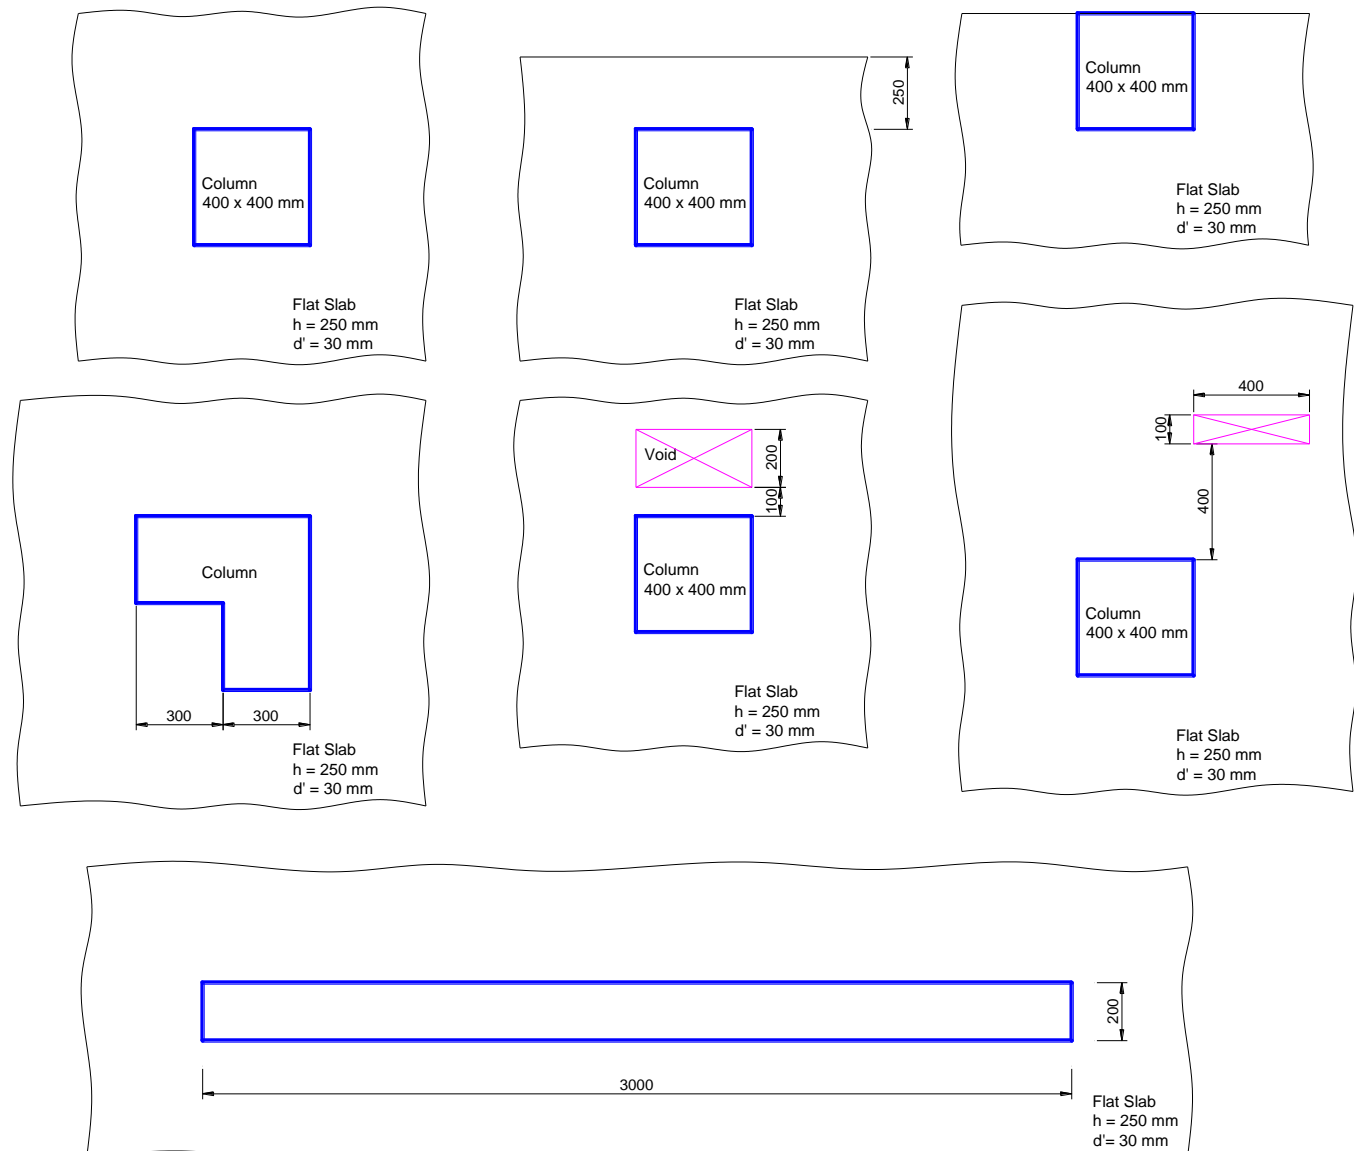 Column
400 x 400 mm
Flat Slab
h = 250 mm
d' = 30 mm
250
Column
400 x 400 mm
Flat Slab
h = 250 mm
d' = 30 mm
Column
400 x 400 mm
Flat Slab
h = 250 mm
d' = 30 mm
Column
300
300
Flat Slab
h = 250 mm
d' = 30 mm
Void
200
100
Column
400 x 400 mm
Flat Slab
h = 250 mm
d' = 30 mm
400
100
400
Column
400 x 400 mm
Flat Slab
h = 250 mm
d' = 30 mm
200
3000
Flat Slab
h = 250 mm
d'= 30 mm